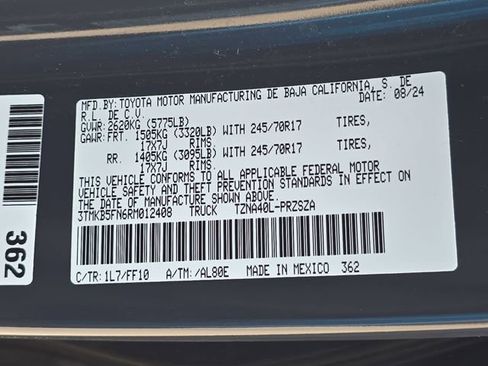 MFD.BY:TOYOTA MOTOR MANUFACTURING DE BAJA CALIFORNIA, S. DE
R.L. DE C.V. 08/24
GVWR:2620KG (5775LB)
GAWR:FRT. 1505KG (3320LB) WITH 245/70R17 TIRES,
17X7J RIMS
RR. 1405KG (3095LB) WITH 245/70R17 TIRES,
17X7J RIMS
THIS VEHICLE CONFORMS TO ALL APPLICABLE FEDERAL MOTOR
VEHICLE SAFETY AND THEFT PREVENTION STANDARDS IN EFFECT ON
THE DATE OF MANUFACTURE SHOWN ABOVE.
3TMKB5FN6RM012408 TRUCK TZNA40L-PRZSZA
C/TR:1L7/FF10 A/TM:/AL80E MADE IN MEXICO 362
362